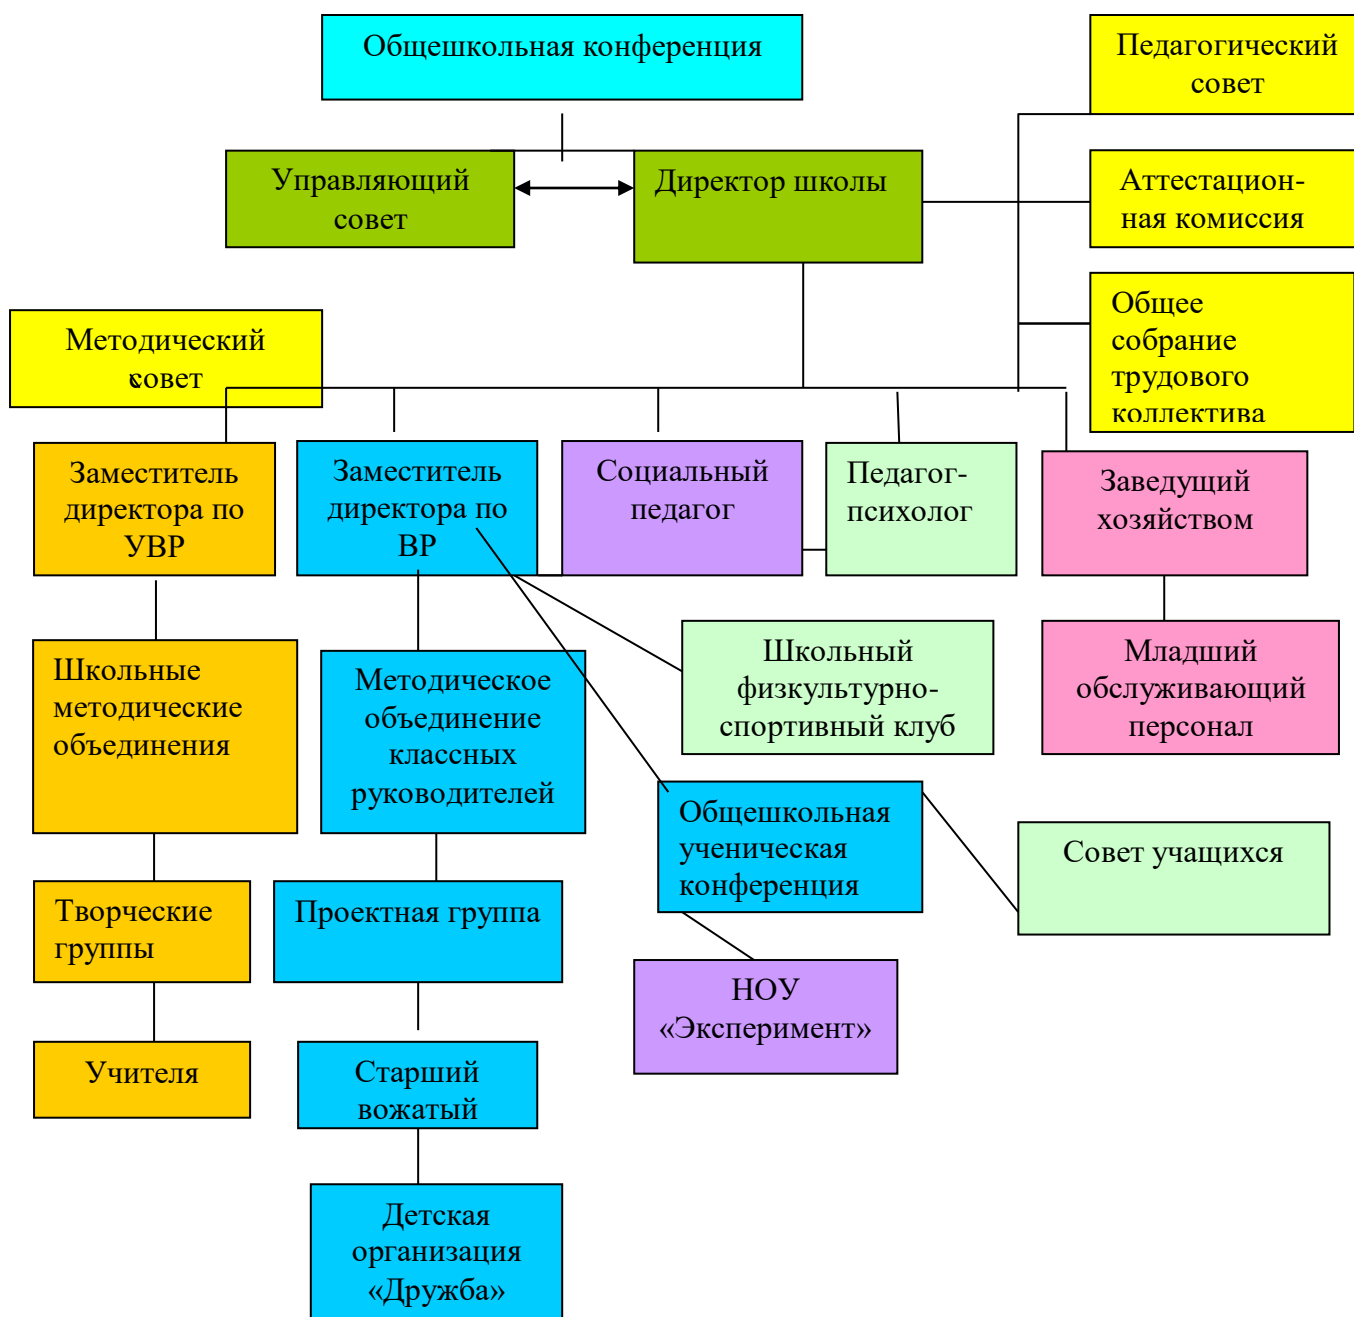 Общешкольная конференция
Педагогический
совет
Управляющий
совет
Директор школы
Аттестацион-
ная комиссия
Общее
собрание
трудового
коллектива
Методический
совет
Заместитель
директора по
УВР
Заместитель
директора по
ВР
Социальный
педагог
Педагог-
психолог
Заведущий
хозяйством
Школьные
методические
объединения
Методическое
объединение
классных
руководителей
Школьный
физкультурно-
спортивный клуб
Младший
обслуживающий
персонал
Общешкольная
ученическая
конференция
Совет учащихся
Творческие
группы
Проектная группа
НОУ
«Эксперимент»
Учителя
Старший
вожатый
Детская
организация
«Дружба»